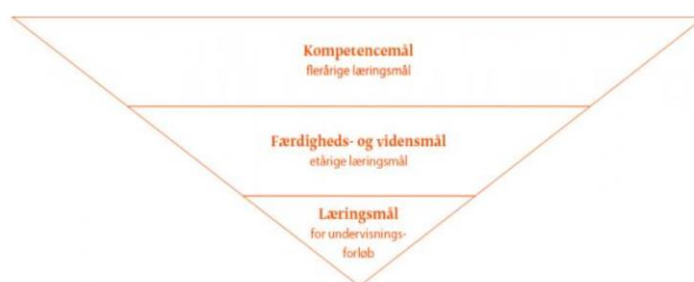 Kompetencemål
flerårige læringsmål
Færdigheds- og vidensmål
etårige læringsmål
Læringsmål
for undervisnings-
forløb